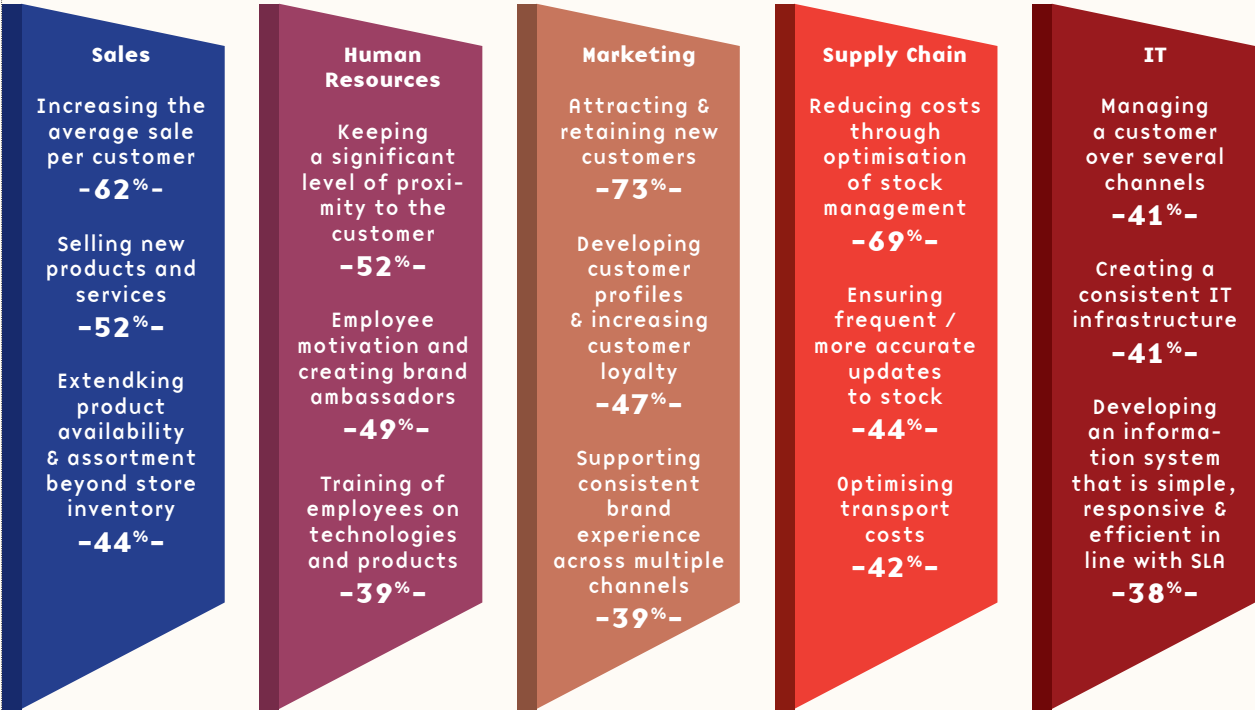 Sales
Increasing the
average sale
per customer
-62%-
Selling new
products and
services
-52%-
Extendking
product
availability
& assortment
beyond store
inventory
-44%-
Human
Resources
Keeping
a significant
level of proxi-
mity to the
customer
-52%-
Employee
motivation and
creating brand
ambassadors
-49%-
Training of
employees on
technologies
and products
-39%-
Marketing
Attracting &
retaining new
customers
-73%-
Developing
customer
profiles
& increasing
customer
loyalty
-47%-
Supporting
consistent
brand
experience
across multiple
channels
-39%-
Supply Chain
Reducing costs
through
optimisation
of stock
management
-69%-
Ensuring
frequent /
more accurate
updates
to stock
-44%-
Optimising
transport
costs
-42%-
IT
Managing
a customer
over several
channels
-41%-
Creating a
consistent IT
infrastructure
-41%-
Developing
an informa-
tion system
that is simple,
responsive &
efficient in
line with SLA
-38%-